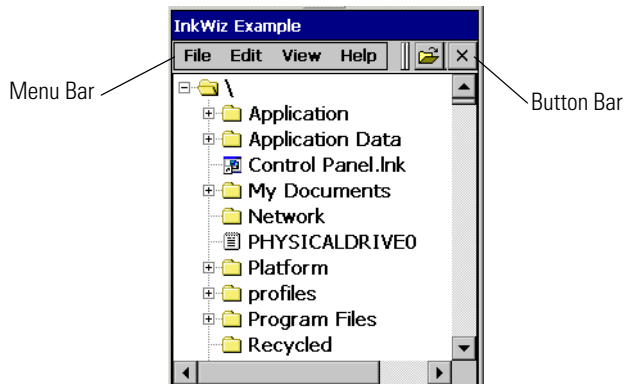 InkWiz Example
File Edit View Help
Menu Bar
Button Bar
\
Application
Application Data
Control Panel.lnk
My Documents
Network
PHYSICALDRIVE0
Platform
profiles
Program Files
Recycled